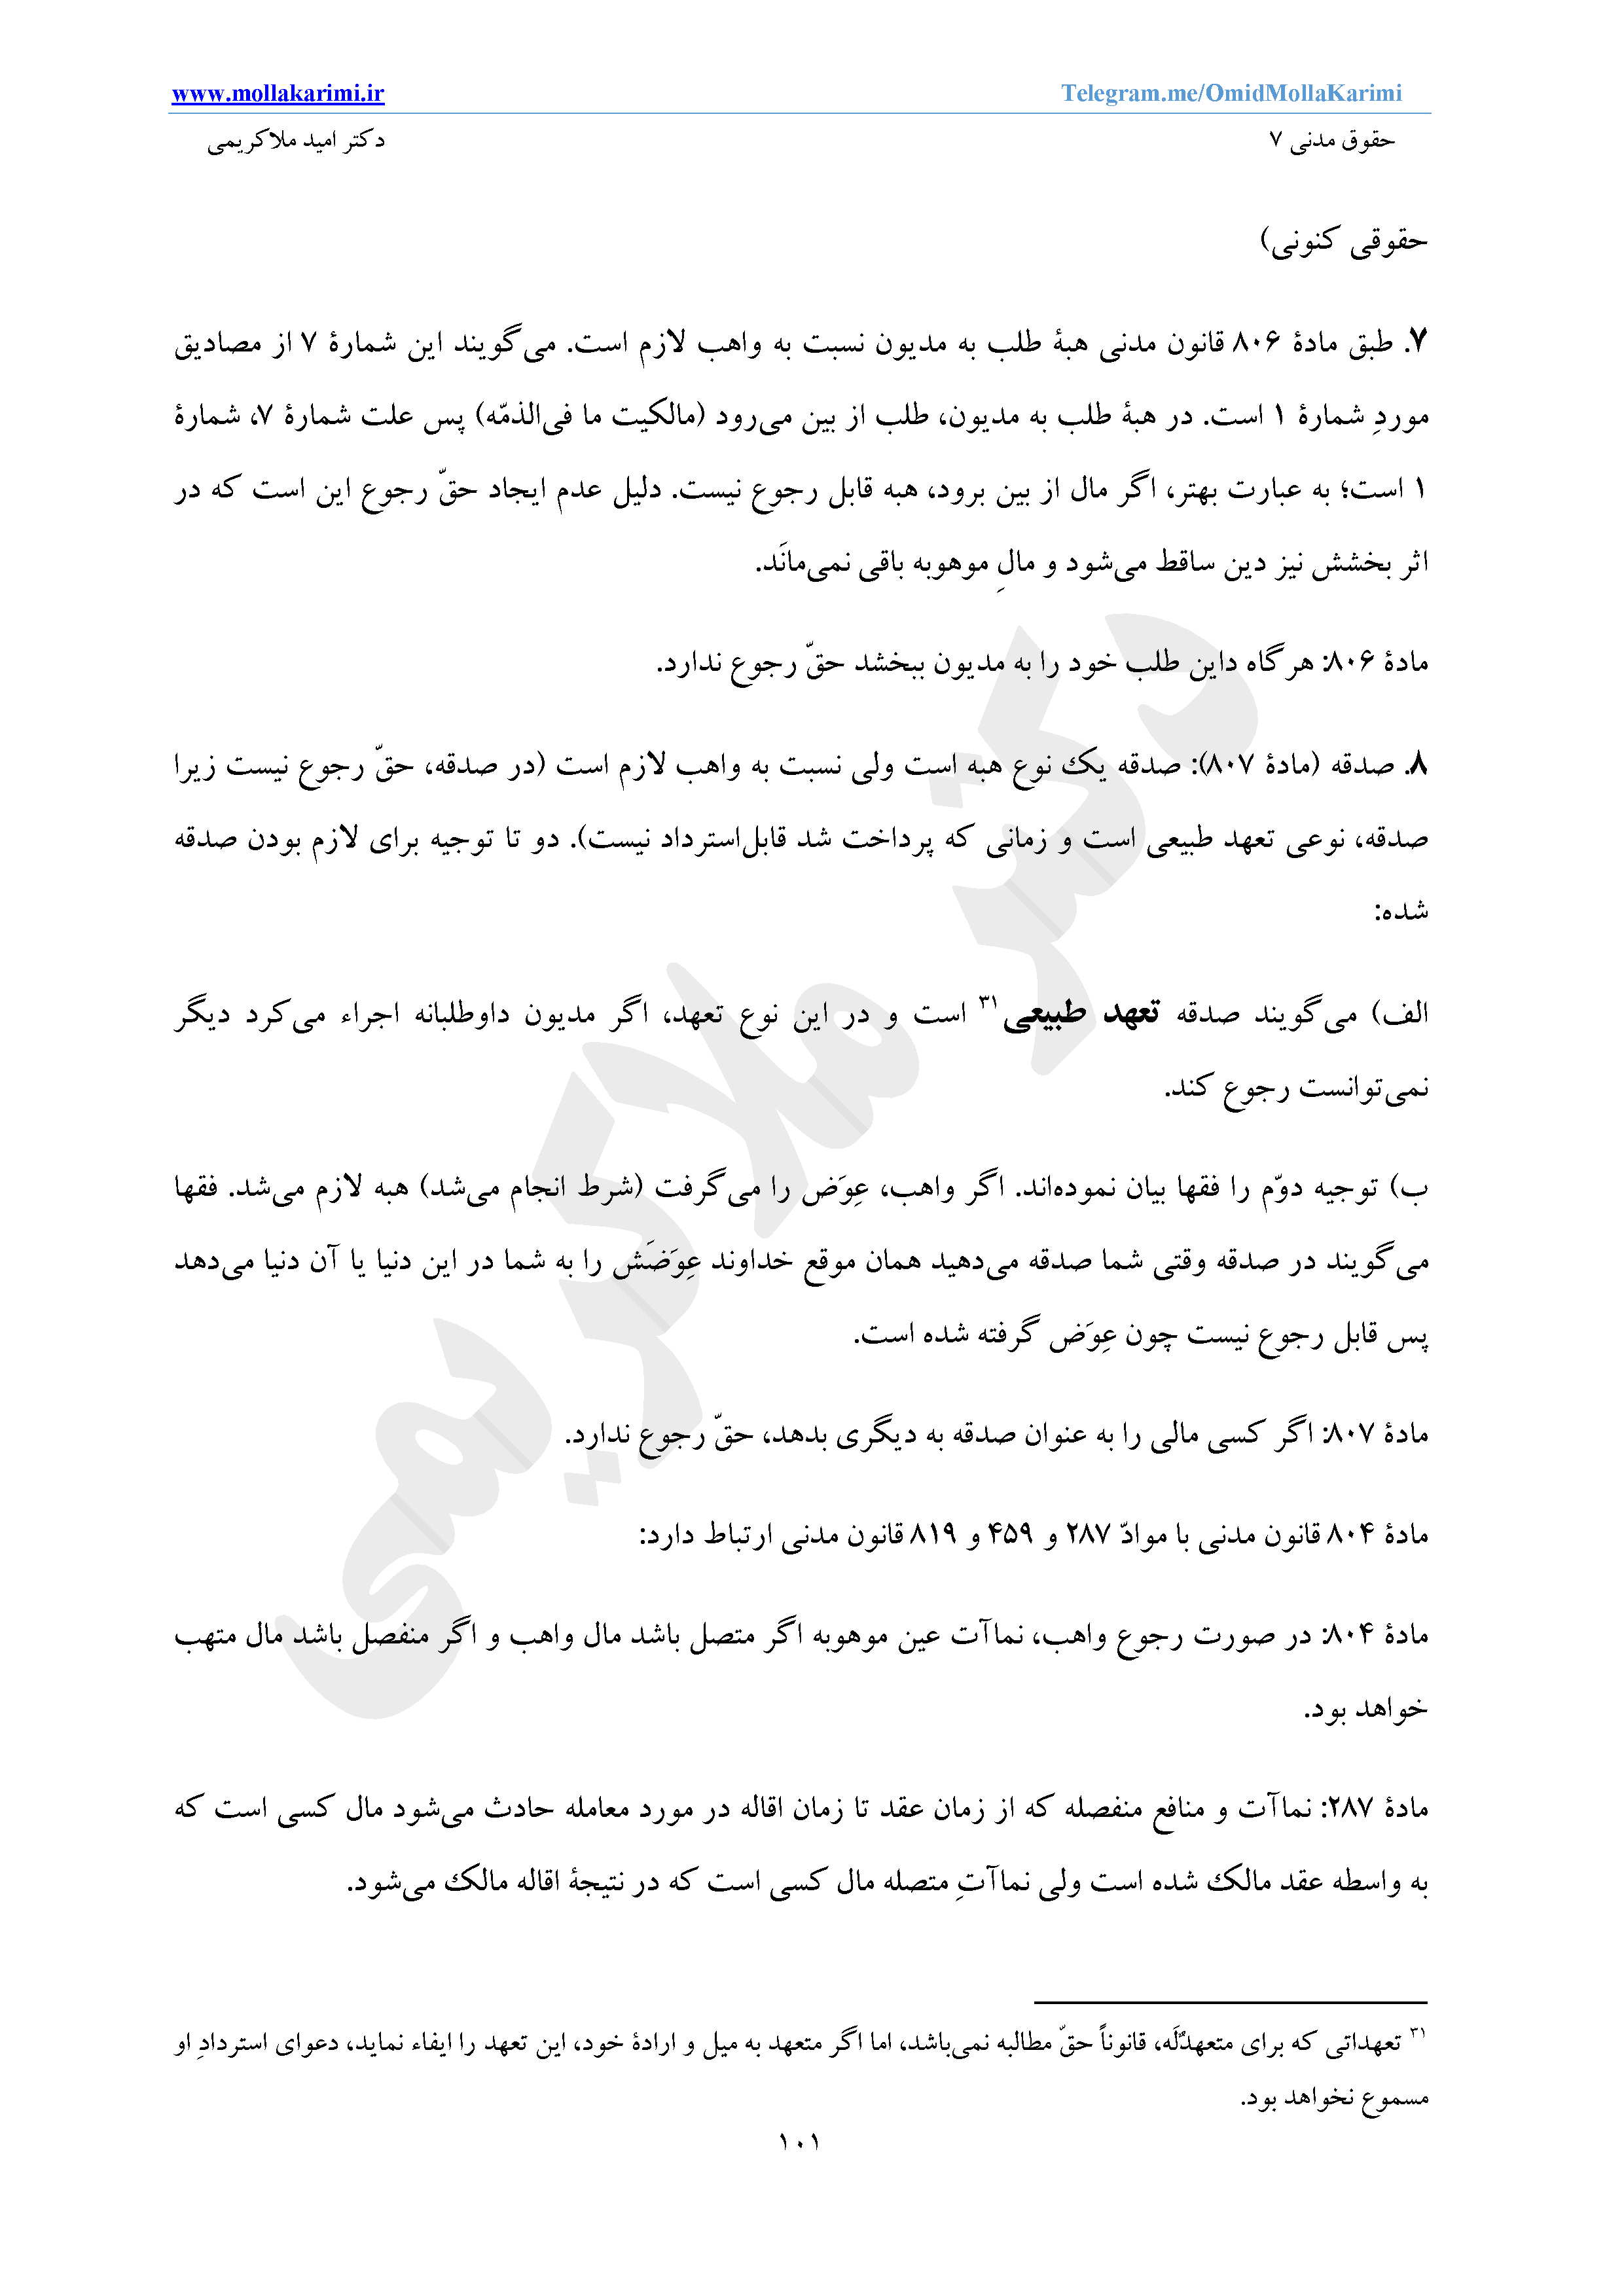 www.mollakarimi.ir Telegram.me/OmidMollaKarimi
حقوق مدنی ۷ دکتر امید ملاکریمی
حقوقی کنونی)
۷. طبق مادۀ ۸۰۶ قانون مدنی هبۀ طلب به مدیون نسبت به واهب لازم است. می‌گویند این شمارۀ ۷ از مصادیق
موردِ شمارۀ ۱ است. در هبۀ طلب به مدیون، طلب از بین می‌رود (مالکیت ما فی‌الذمّه) پس علت شمارۀ ۷، شمارۀ
۱ است؛ به عبارت بهتر، اگر مال از بین برود، هبه قابل رجوع نیست. دلیل عدم ایجاد حقّ رجوع این است که در
اثر بخشش نیز دین ساقط می‌شود و مالِ موهوبه باقی نمی‌مانَد.
مادۀ ۸۰۶: هرگاه داین طلب خود را به مدیون ببخشد حقّ رجوع ندارد.
۸. صدقه (مادۀ ۸۰۷): صدقه یک نوع هبه است ولی نسبت به واهب لازم است (در صدقه، حقّ رجوع نیست زیرا
صدقه، نوعی تعهد طبیعی است و زمانی که پرداخت شد قابل‌استرداد نیست). دو تا توجیه برای لازم بودن صدقه
شده:
الف) می‌گویند صدقه تعهد طبیعی۳۱ است و در این نوع تعهد، اگر مدیون داوطلبانه اجراء می‌کرد دیگر
نمی‌توانست رجوع کند.
ب) توجیه دوّم را فقها بیان نموده‌اند. اگر واهب، عِوَض را می‌گرفت (شرط انجام می‌شد) هبه لازم می‌شد. فقها
می‌گویند در صدقه وقتی شما صدقه می‌دهید همان موقع خداوند عِوَضَش را به شما در این دنیا یا آن دنیا می‌دهد
پس قابل رجوع نیست چون عِوَض گرفته شده است.
مادۀ ۸۰۷: اگر کسی مالی را به عنوان صدقه به دیگری بدهد، حقّ رجوع ندارد.
مادۀ ۸۰۴ قانون مدنی با موادّ ۲۸۷ و ۴۵۹ و ۸۱۹ قانون مدنی ارتباط دارد:
مادۀ ۸۰۴: در صورت رجوع واهب، نماآت عین موهوبه اگر متصل باشد مال واهب و اگر منفصل باشد مال متهب
خواهد بود.
مادۀ ۲۸۷: نماآت و منافع منفصله که از زمان عقد تا زمان اقاله در مورد معامله حادث می‌شود مال کسی است که
به واسطه عقد مالک شده است ولی نماآتِ متصله مال کسی است که در نتیجۀ اقاله مالک می‌شود.
۳۱ تعهداتی که برای متعهدٌلَه، قانوناً حقّ مطالبه نمی‌باشد، اما اگر متعهد به میل و ارادۀ خود، این تعهد را ایفاء نماید، دعوای استردادِ او
مسموع نخواهد بود.
۱۰۱
دکتر ملاکریمی